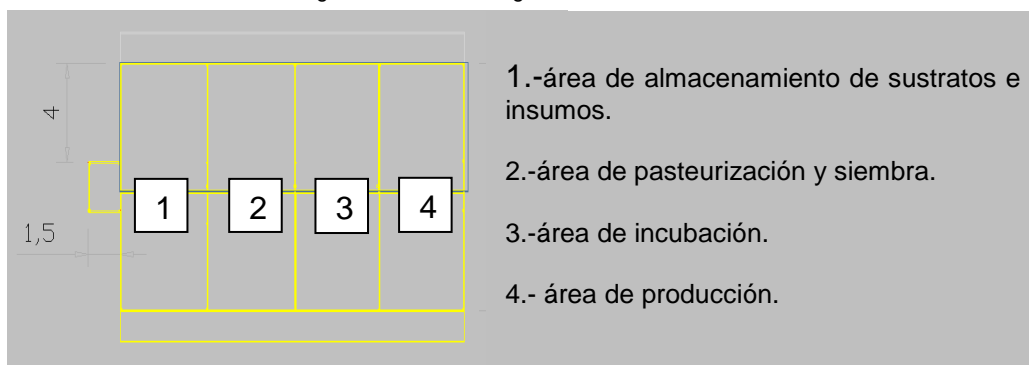 4
1,5
1
2
3
4
1.-área de almacenamiento de sustratos e
insumos.
2.-área de pasteurización y siembra.
3.-área de incubación.
4.- área de producción.